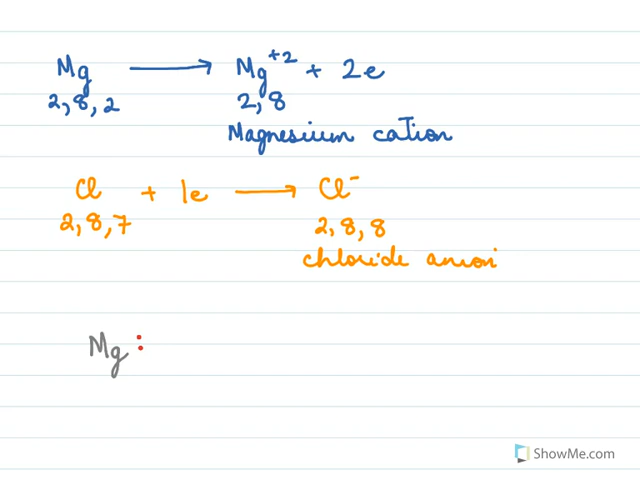 Mg ⟶ Mg⁺² + 2e
2,8,2 2,8
Magnesium cation
Cl + 1e ⟶ Cl⁻
2,8,7 2,8,8
chloride anion
Mg :
ShowMe.com